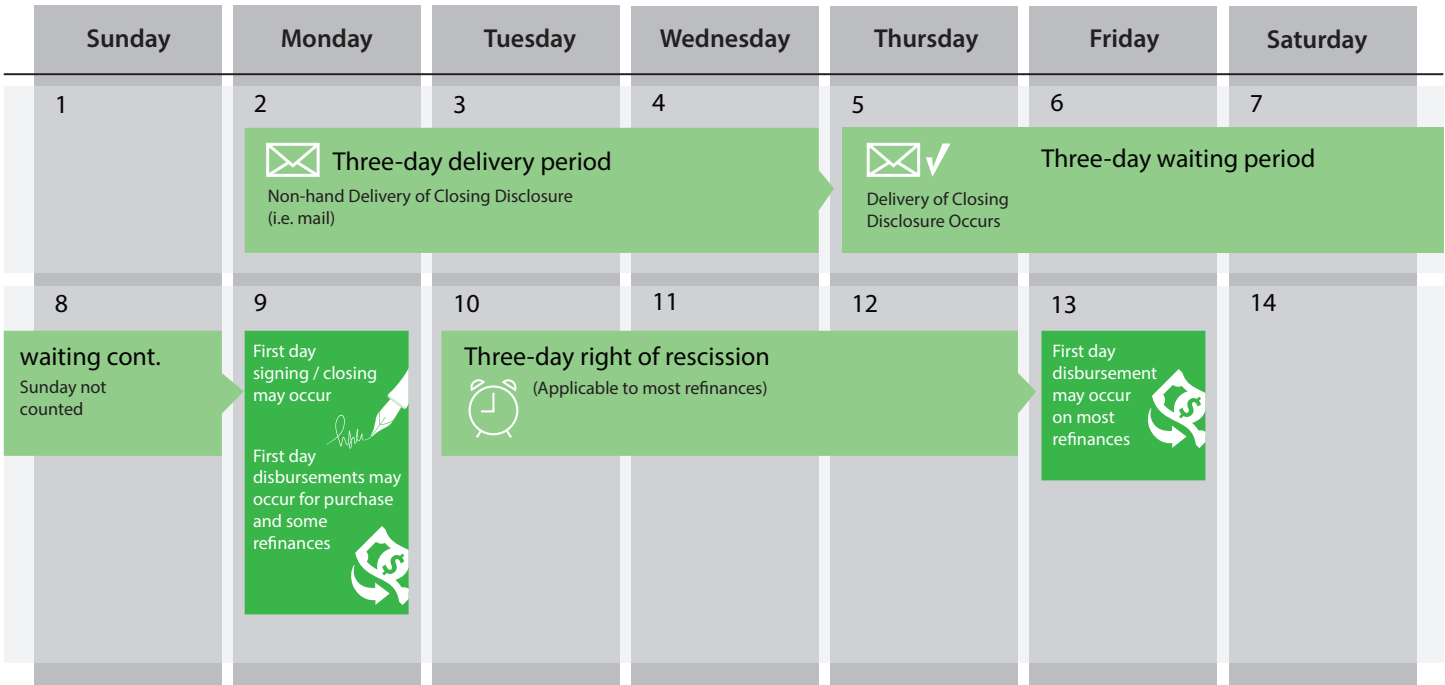 Sunday
Monday
Tuesday
Wednesday
Thursday
Friday
Saturday
1
2
3
4
5
6
7
Three-day delivery period
Non-hand Delivery of Closing Disclosure
(i.e. mail)
Delivery of Closing
Disclosure Occurs
Three-day waiting period
8
9
10
11
12
13
14
waiting cont.
Sunday not
counted
First day
signing / closing
may occur
First day
disbursements may
occur for purchase
and some
refinances
Three-day right of rescission
(Applicable to most refinances)
First day
disbursement
may occur
on most
refinances
$
$